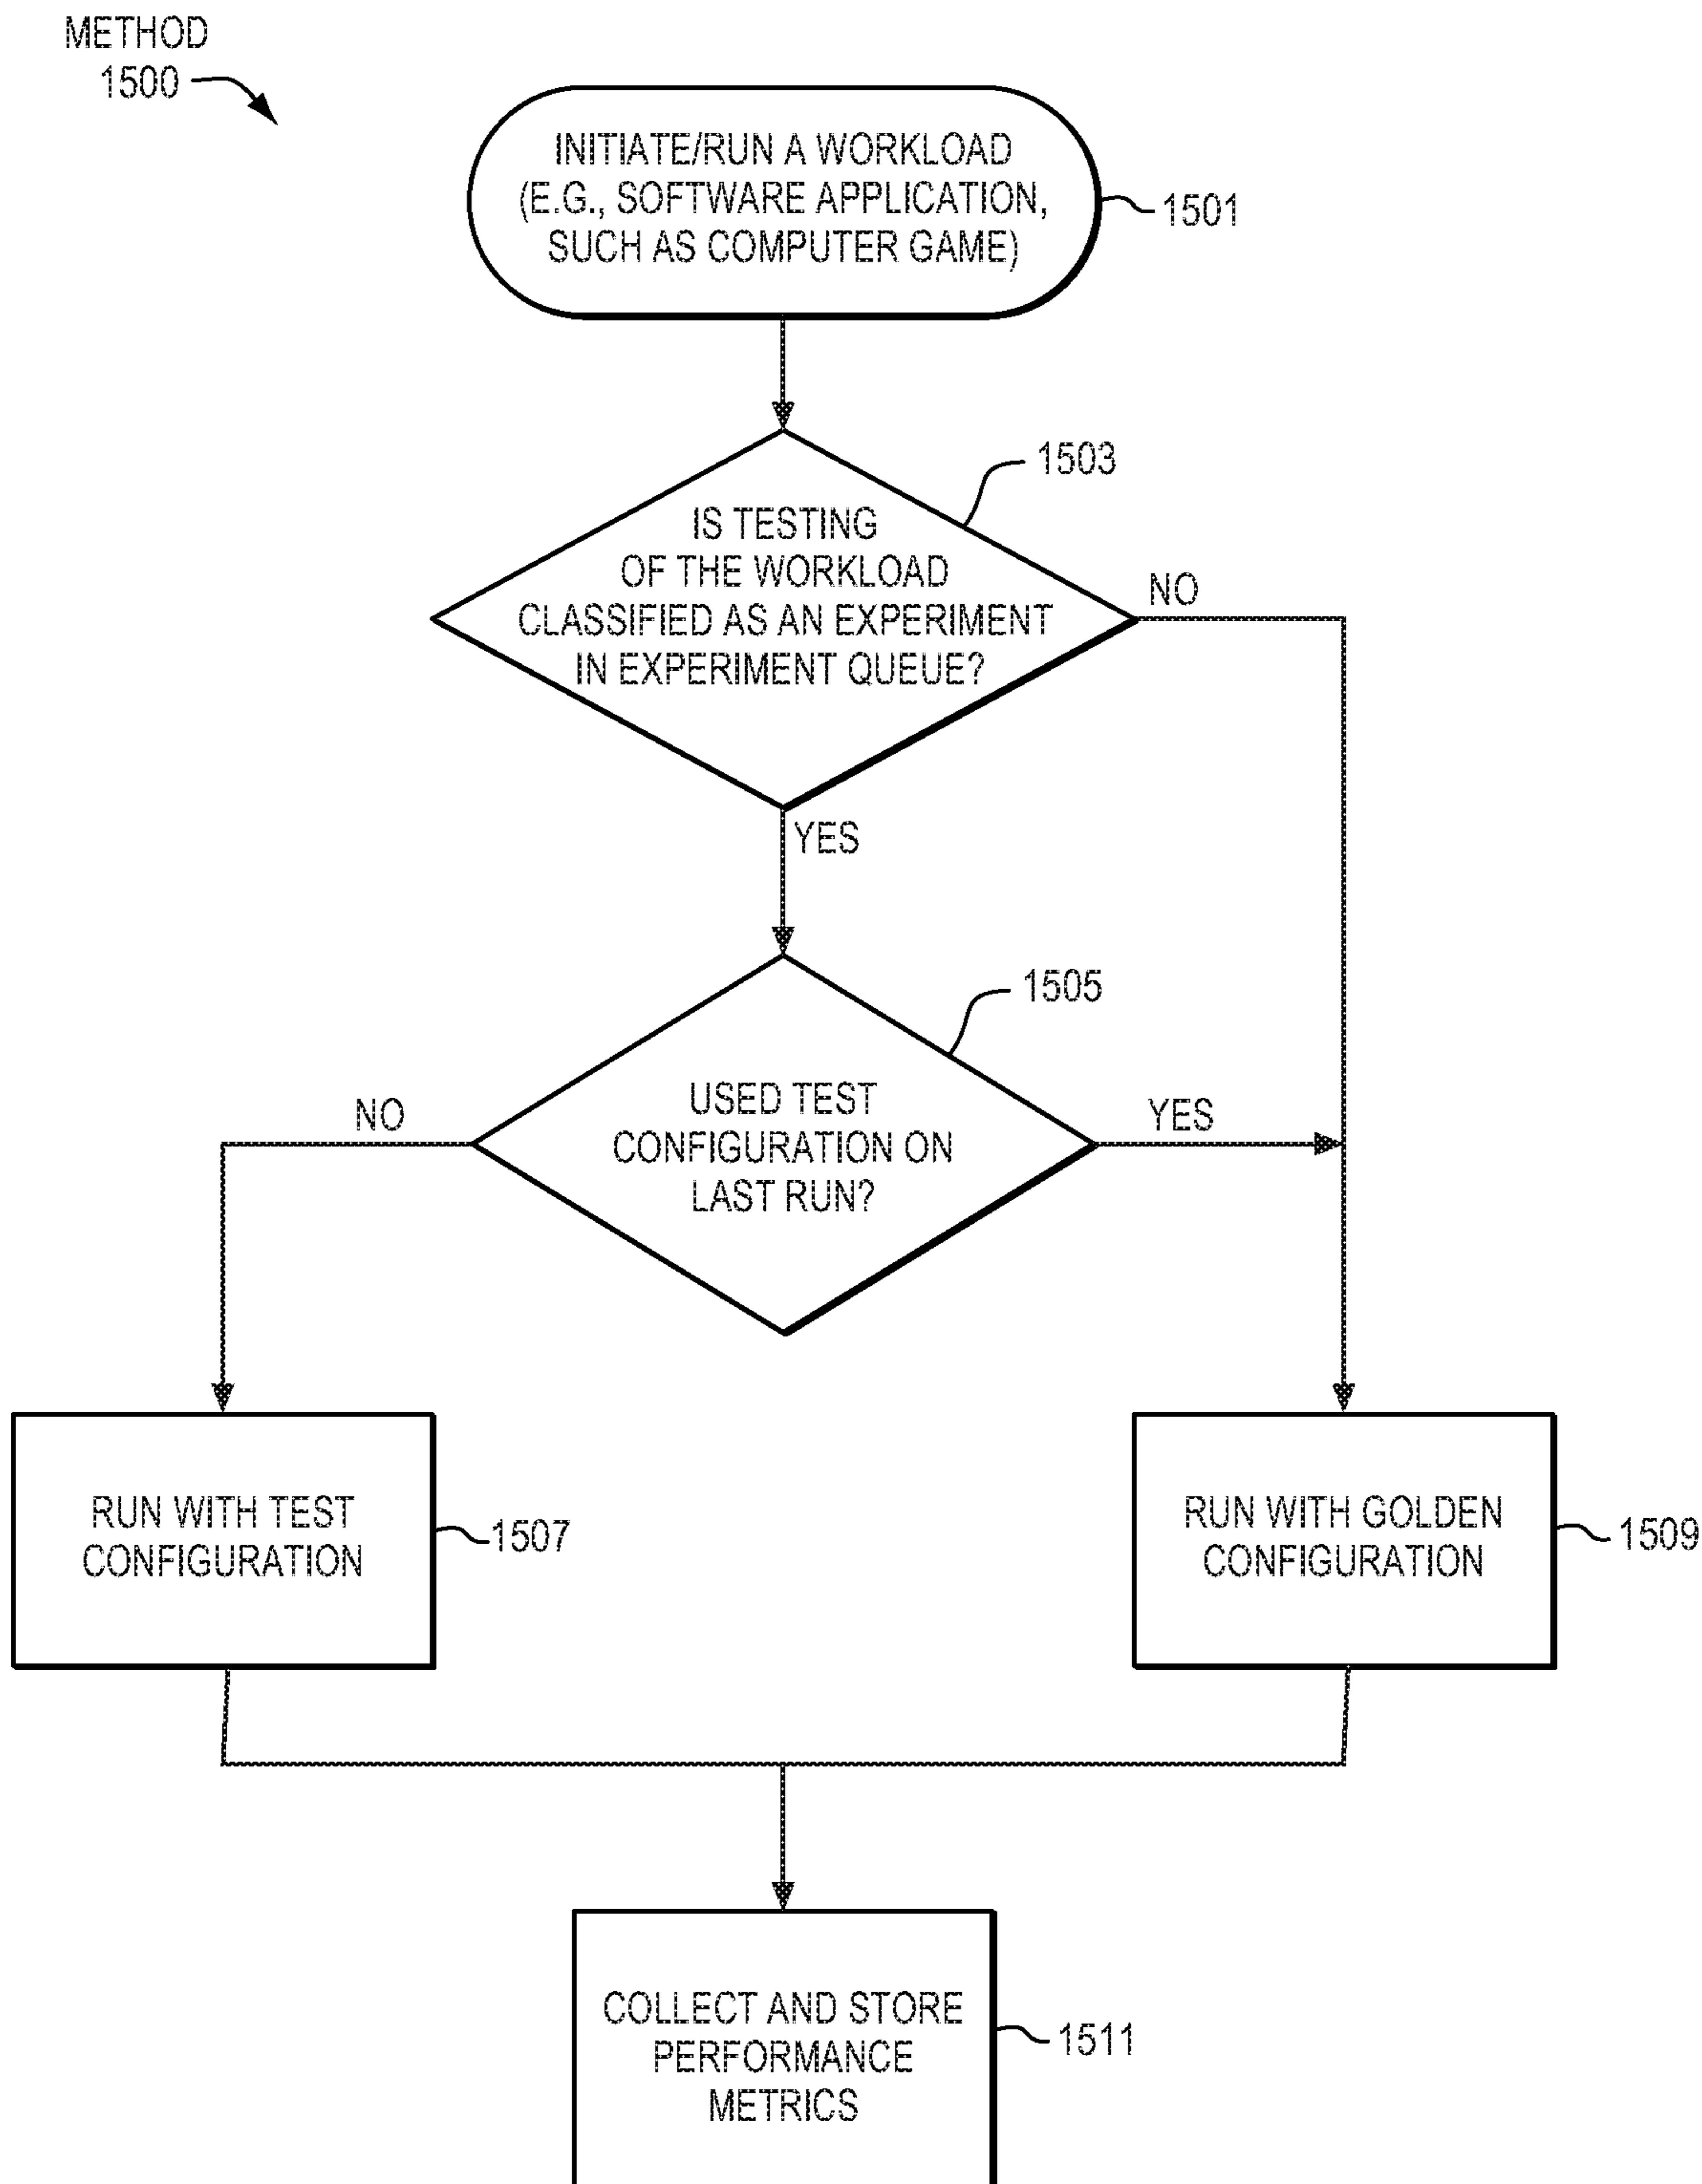 METHOD
1500
INITIATE/RUN A WORKLOAD
(E.G., SOFTWARE APPLICATION,
SUCH AS COMPUTER GAME)
1501
1503
IS TESTING
OF THE WORKLOAD
CLASSIFIED AS AN EXPERIMENT
IN EXPERIMENT QUEUE?
NO
YES
1505
USED TEST
CONFIGURATION ON
LAST RUN?
NO
YES
RUN WITH TEST
CONFIGURATION
1507
RUN WITH GOLDEN
CONFIGURATION
1509
COLLECT AND STORE
PERFORMANCE
METRICS
1511